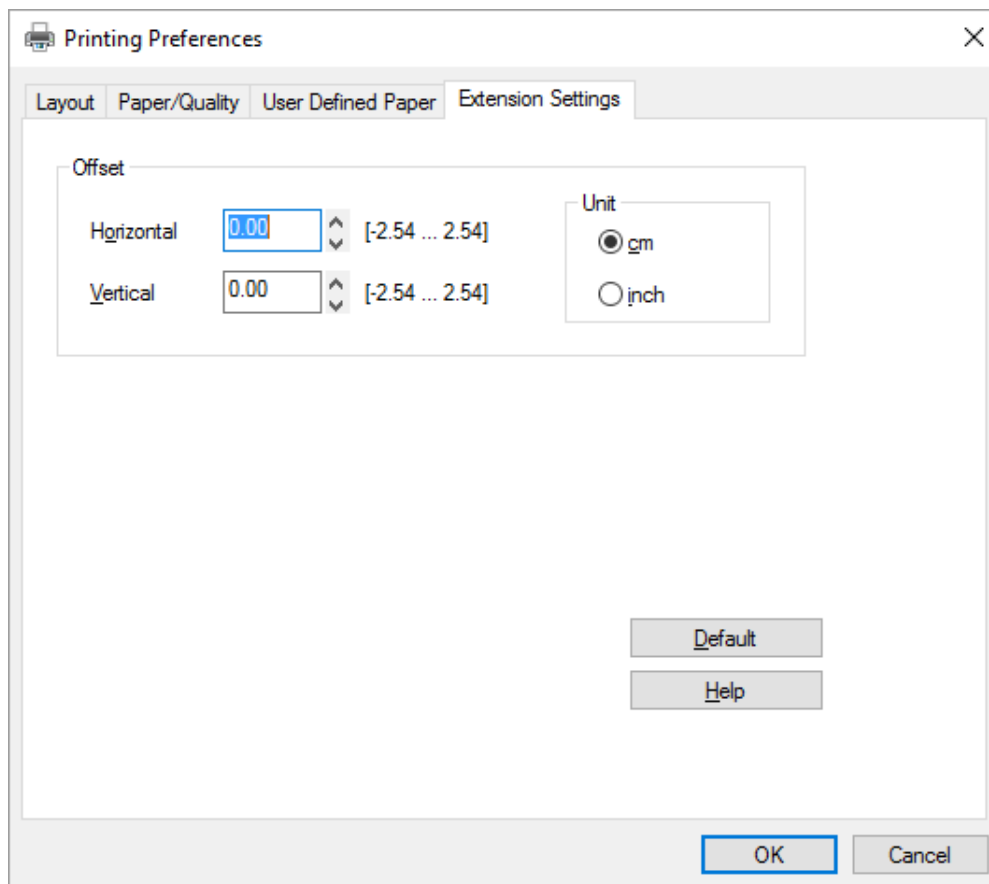 Printing Preferences
Layout Paper/Quality User Defined Paper Extension Settings
Offset
Unit
Horizontal 0.00 [-2.54 ... 2.54]
cm
Vertical 0.00 [-2.54 ... 2.54]
inch
Default
Help
OK Cancel